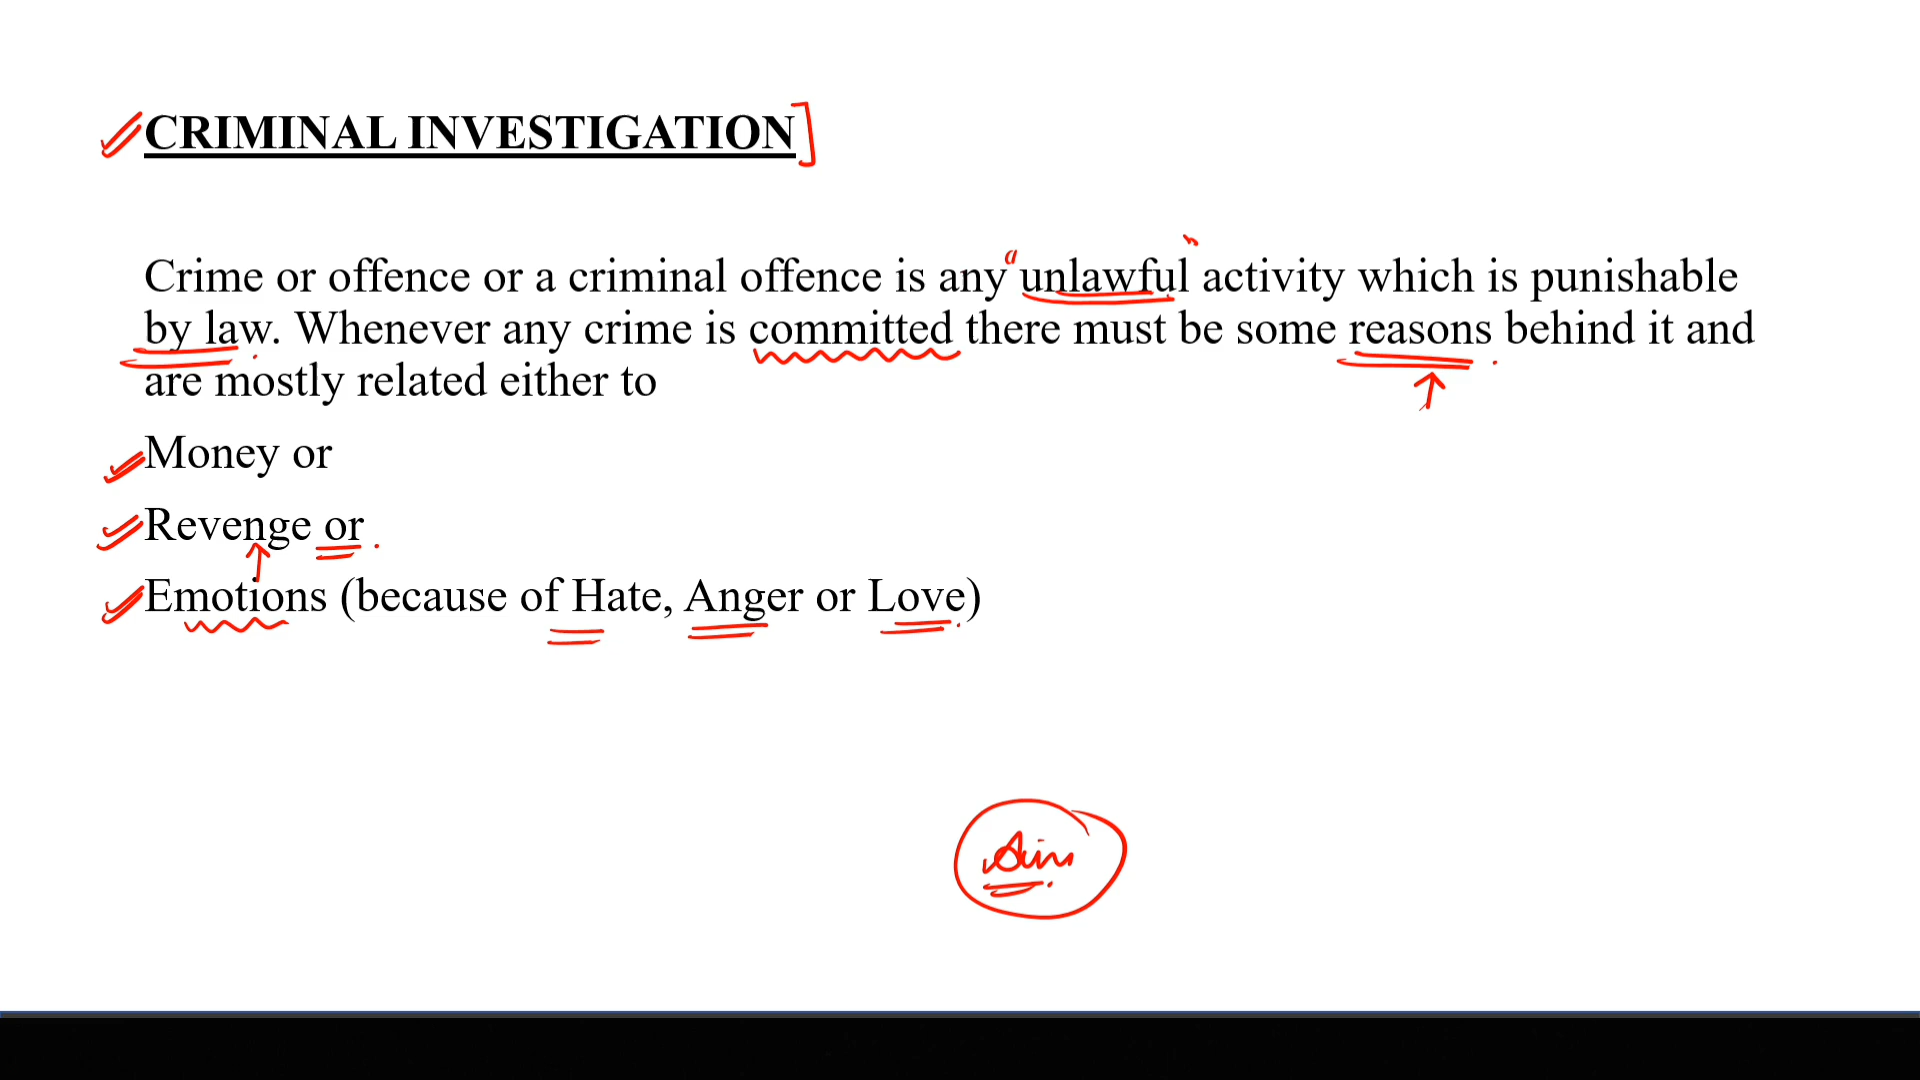 CRIMINAL INVESTIGATION
Crime or offence or a criminal offence is any "unlawful" activity which is punishable
by law. Whenever any crime is committed there must be some reasons behind it and
are mostly related either to
Money or
Revenge or
Emotions (because of Hate, Anger or Love)
Aim